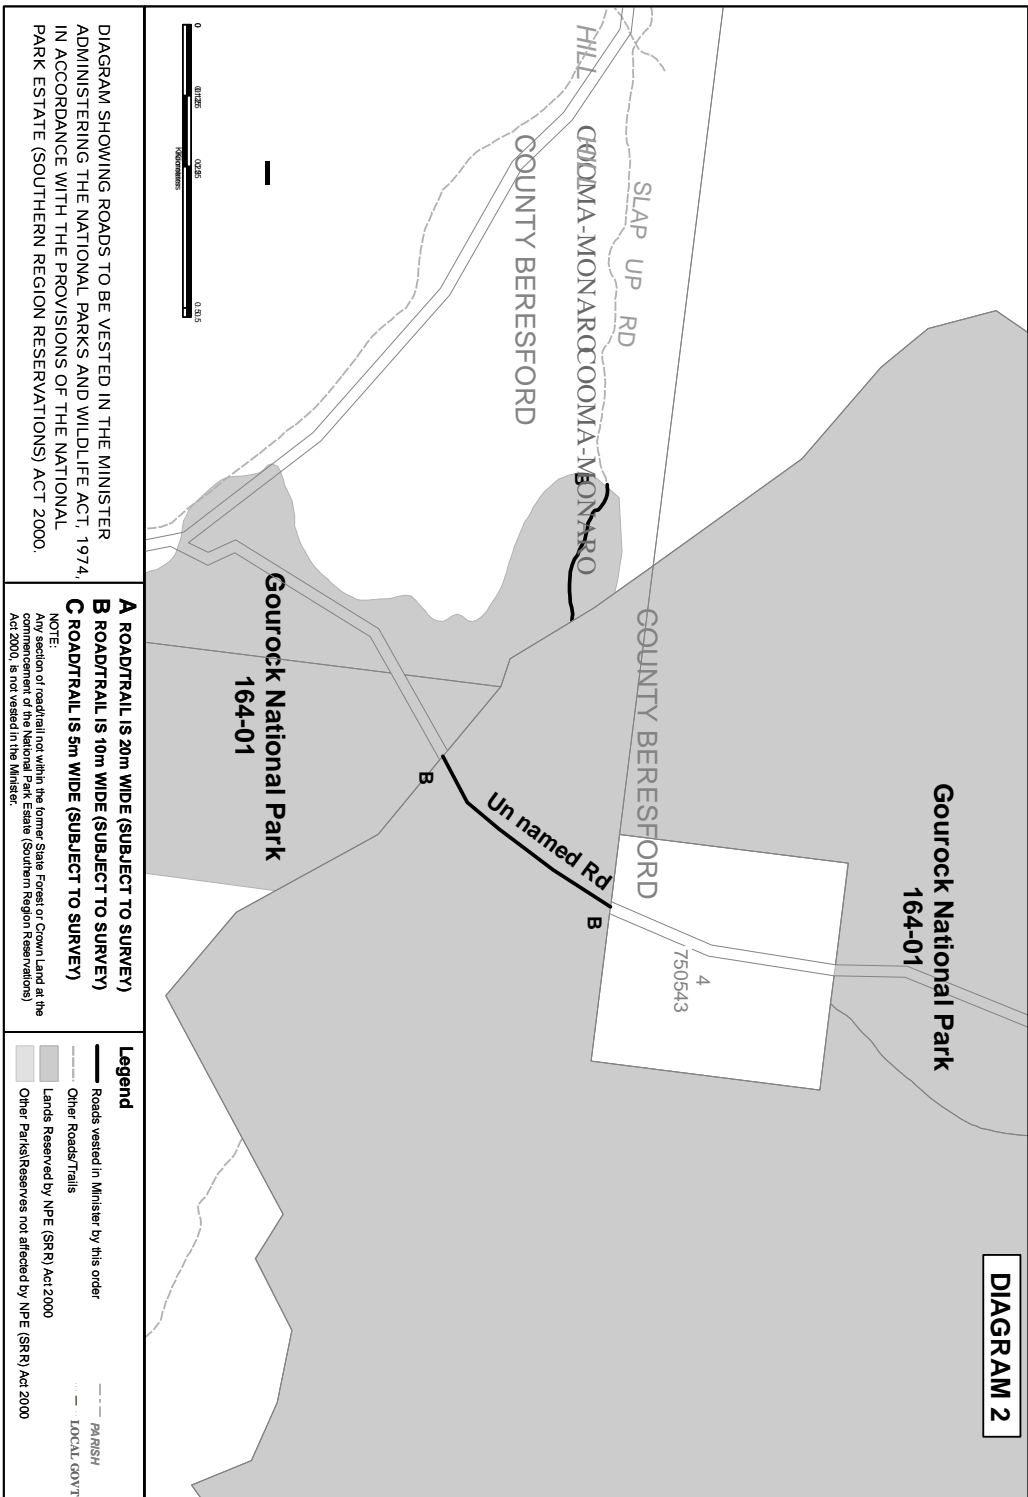 DIAGRAM 2
Gourock National Park
164-01
4
750543
SLAP UP RD
COUNTY BERESFORD
HILL
COOMA-MONARO
COOMA-MONARO
B
Un named Rd
B
COUNTY BERESFORD
B
Gourock National Park
164-01
0
0.5
Kilometres
DIAGRAM SHOWING ROADS TO BE VESTED IN THE MINISTER
ADMINISTERING THE NATIONAL PARKS AND WILDLIFE ACT, 1974,
IN ACCORDANCE WITH THE PROVISIONS OF THE NATIONAL
PARK ESTATE (SOUTHERN REGION RESERVATIONS) ACT 2000.
A ROAD/TRAIL IS 20m WIDE (SUBJECT TO SURVEY)
B ROAD/TRAIL IS 10m WIDE (SUBJECT TO SURVEY)
C ROAD/TRAIL IS 5m WIDE (SUBJECT TO SURVEY)
NOTE:
Any section of road/trail not within the former State Forest or Crown Land at the
commencement of the National Park Estate (Southern Region Reservations)
Act 2000, is not vested in the Minister.
Legend
Roads vested in Minister by this order
Other Roads/Trails
Lands Reserved by NPE (SRR) Act 2000
Other Parks\Reserves not affected by NPE (SRR) Act 2000
PARISH
LOCAL GOVT